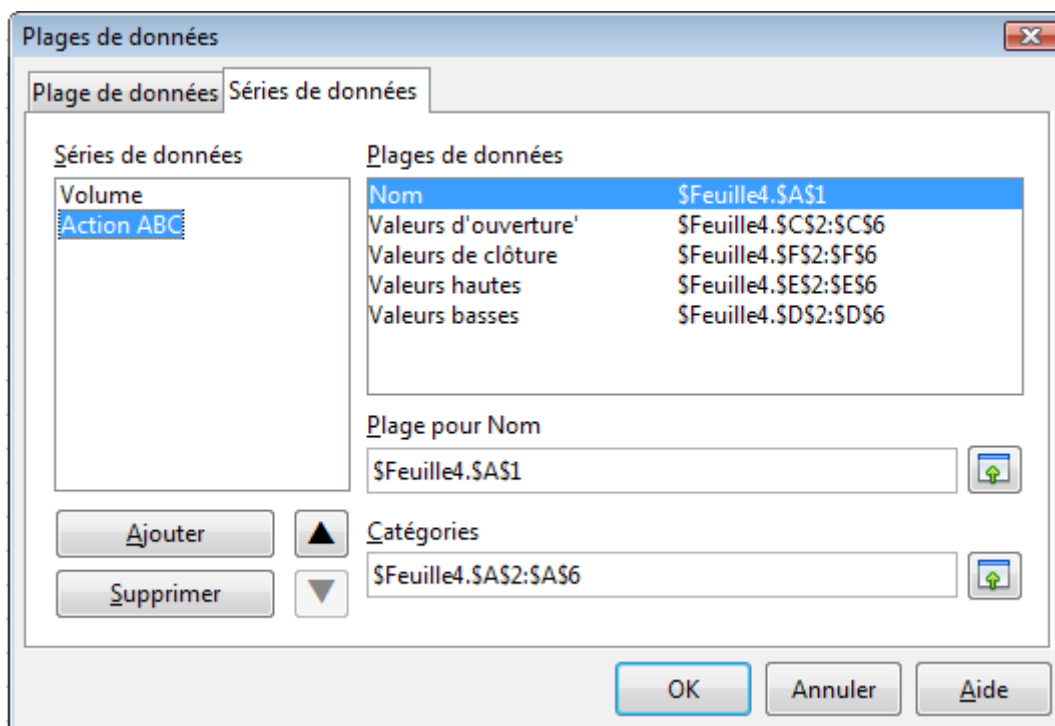 Plages de données
Plage de données Séries de données
Séries de données
Volume
Action ABC
Plages de données
Nom $Feuille4.$A$1
Valeurs d'ouverture' $Feuille4.$C$2:$C$6
Valeurs de clôture $Feuille4.$F$2:$F$6
Valeurs hautes $Feuille4.$E$2:$E$6
Valeurs basses $Feuille4.$D$2:$D$6
Plage pour Nom
$Feuille4.$A$1
Ajouter
Supprimer
Catégories
$Feuille4.$A$2:$A$6
OK Annuler Aide